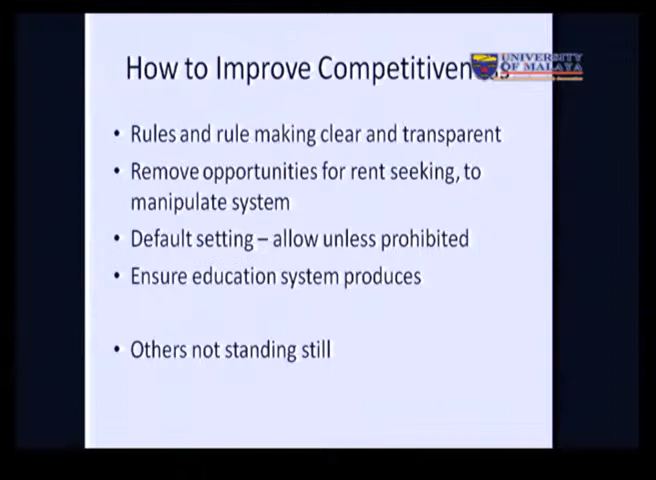 How to Improve Competitiven s
UNIVERSITY
OF MALAYA
• Rules and rule making clear and transparent
• Remove opportunities for rent seeking, to
manipulate system
• Default setting – allow unless prohibited
• Ensure education system produces
• Others not standing still